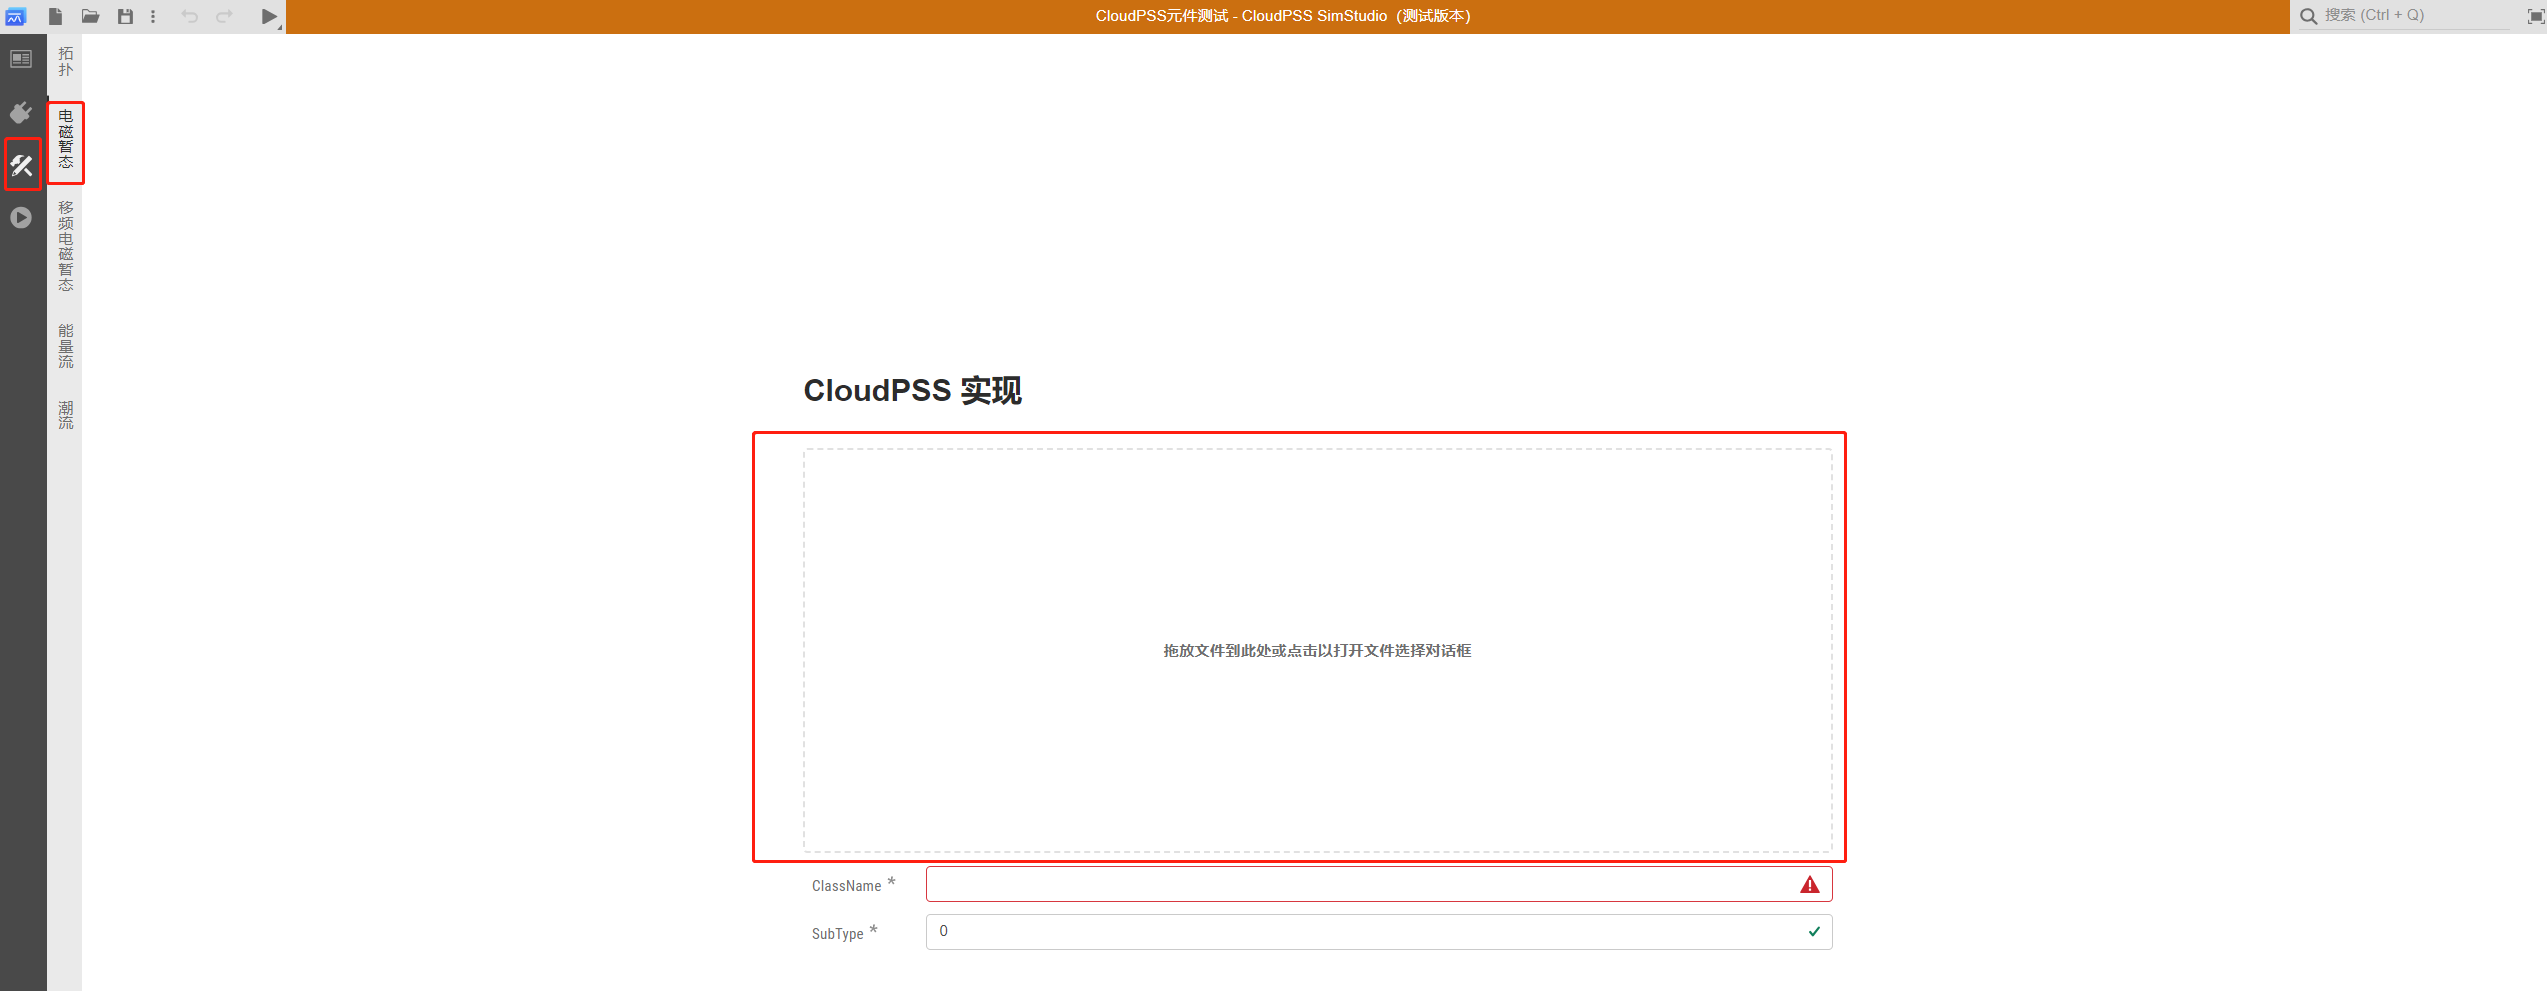 CloudPSS元件测试 - CloudPSS SimStudio（测试版本）
搜索 (Ctrl + Q)
拓扑
电磁暂态
移频电磁暂态
能量流
潮流
CloudPSS 实现
拖放文件到此处或点击以打开文件选择对话框
ClassName *
SubType *
0